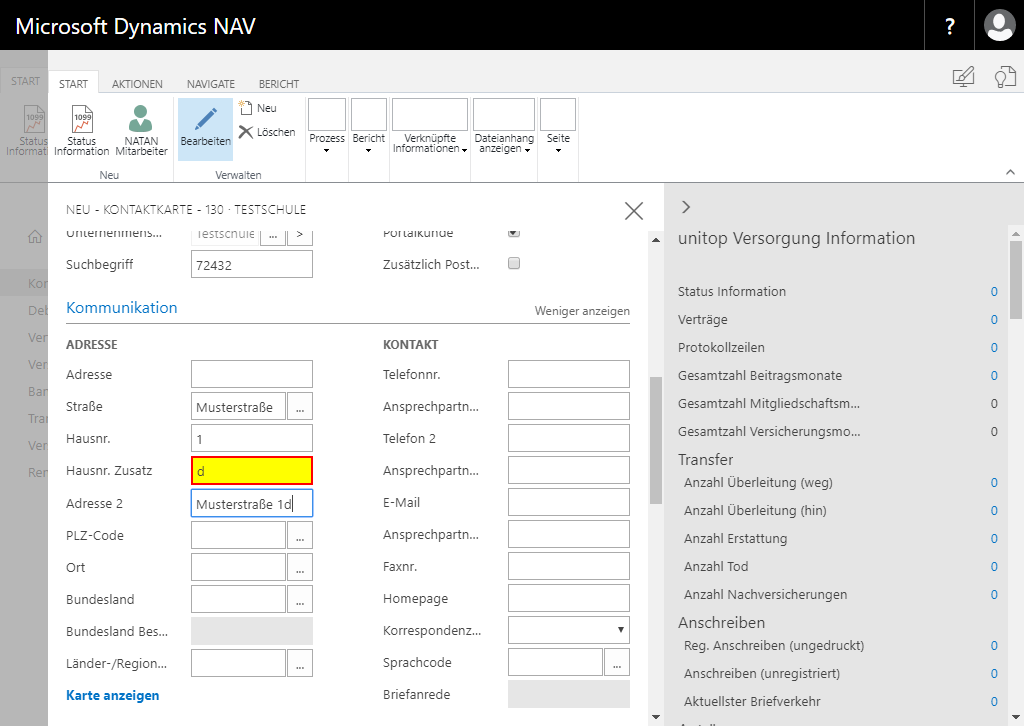 Microsoft Dynamics NAV
?
START
START
AKTIONEN
NAVIGATE
BERICHT
1099
Status
Informat
1099
Status
Information
NATAN
Mitarbeiter
Neu
Bearbeiten
Neu
Löschen
Verwalten
Prozess
Bericht
Verknüpfte
Informationen
Dateianhang
anzeigen
Seite
NEU - KONTAKTKARTE - 130 · TESTSCHULE
Unternehmens...
Testschule
...
>
Portalkunde
Suchbegriff
72432
Zusätzlich Post...
Kommunikation
Weniger anzeigen
ADRESSE
Adresse
Straße
Musterstraße
...
Hausnr.
1
Hausnr. Zusatz
d
Adresse 2
Musterstraße 1d
PLZ-Code
...
Ort
...
Bundesland
...
Bundesland Bes...
Länder-/Region...
...
Karte anzeigen
KONTAKT
Telefonnr.
Ansprechpartn...
Telefon 2
Ansprechpartn...
E-Mail
Ansprechpartn...
Faxnr.
Homepage
Korrespondenz...
Sprachcode
...
Briefanrede
unitop Versorgung Information
Status Information 0
Verträge 0
Protokollzeilen 0
Gesamtzahl Beitragsmonate 0
Gesamtzahl Mitgliedschaftsm... 0
Gesamtzahl Versicherungsmo... 0
Transfer
Anzahl Überleitung (weg) 0
Anzahl Überleitung (hin) 0
Anzahl Erstattung 0
Anzahl Tod 0
Anzahl Nachversicherungen 0
Anschreiben
Reg. Anschreiben (ungedruckt) 0
Anschreiben (unregistriert) 0
Aktuellster Briefverkehr 0
Kon
Deb
Ver
Ver
Ban
Tra
Ver
Ren